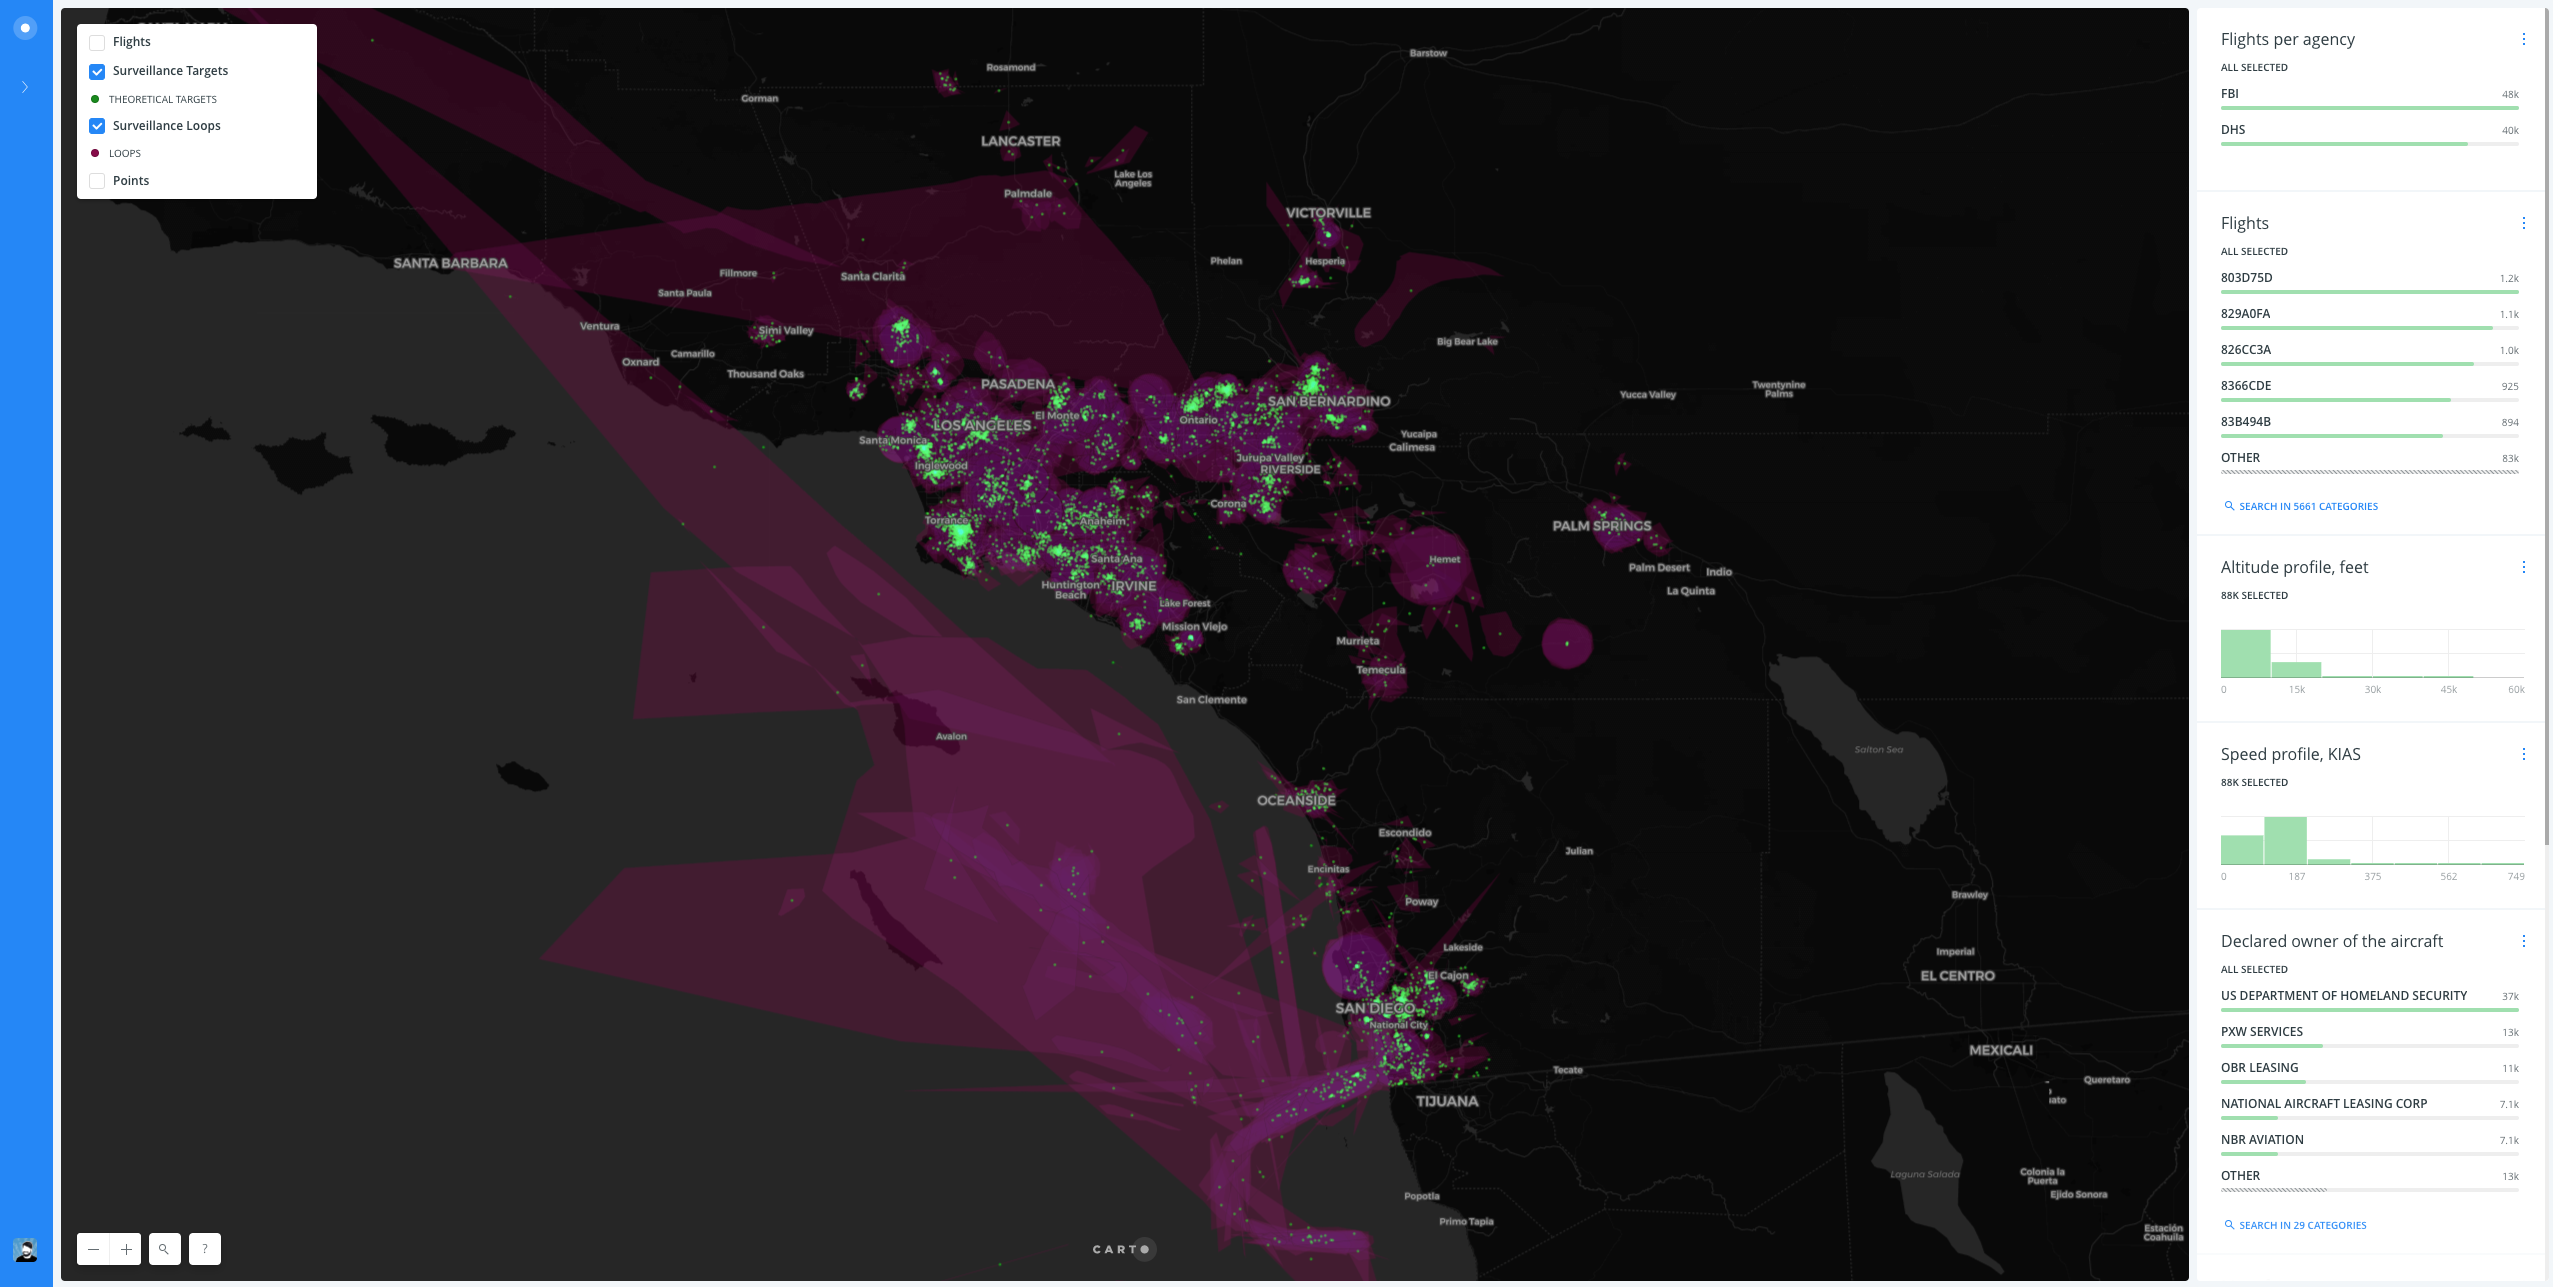 Flights
Surveillance Targets
THEORETICAL TARGETS
Surveillance Loops
LOOPS
Points
Barstow
Rosamond
Gorman
LANCASTER
Lake Los
Angeles
Palmdale
VICTORVILLE
SANTA BARBARA
Phelan
Hesperia
Fillmore
Santa Clarita
Santa Paula
Ventura
Simi Valley
Big Bear Lake
Camarillo
Oxnard
Thousand Oaks
PASADENA
Twentynine
Palms
Yucca Valley
SAN BERNARDINO
El Monte
Ontario
LOS ANGELES
Santa Monica
Yucaipa
Calimesa
Jurupa Valley
Inglewood
RIVERSIDE
Corona
Torrance
Anaheim
PALM SPRINGS
Santa Ana
Hemet
Palm Desert
Indio
Huntington
Beach
IRVINE
La Quinta
Lake Forest
Mission Viejo
Murrieta
Temecula
San Clemente
Avalon
Salton Sea
OCEANSIDE
Escondido
Julian
Encinitas
Brawley
Poway
Lakeside
Imperial
El Cajon
EL CENTRO
SAN DIEGO
National City
MEXICALI
Tecate
Queretaro
TIJUANA
Laguna Salada
Colonia la
Puerta
Popotla
Ejido Sonora
Primo Tapia
Estación
Coahuila
CARTO
?
Flights per agency
ALL SELECTED
FBI 48k
DHS 40k
Flights
ALL SELECTED
803D75D 1.2k
829A0FA 1.1k
826CC3A 1.0k
8366CDE 925
83B494B 894
OTHER 83k
SEARCH IN 5661 CATEGORIES
Altitude profile, feet
88K SELECTED
0 15k 30k 45k 60k
Speed profile, KIAS
88K SELECTED
0 187 375 562 749
Declared owner of the aircraft
ALL SELECTED
US DEPARTMENT OF HOMELAND SECURITY 37k
PXW SERVICES 13k
OBR LEASING 11k
NATIONAL AIRCRAFT LEASING CORP 7.1k
NBR AVIATION 7.1k
OTHER 13k
SEARCH IN 29 CATEGORIES